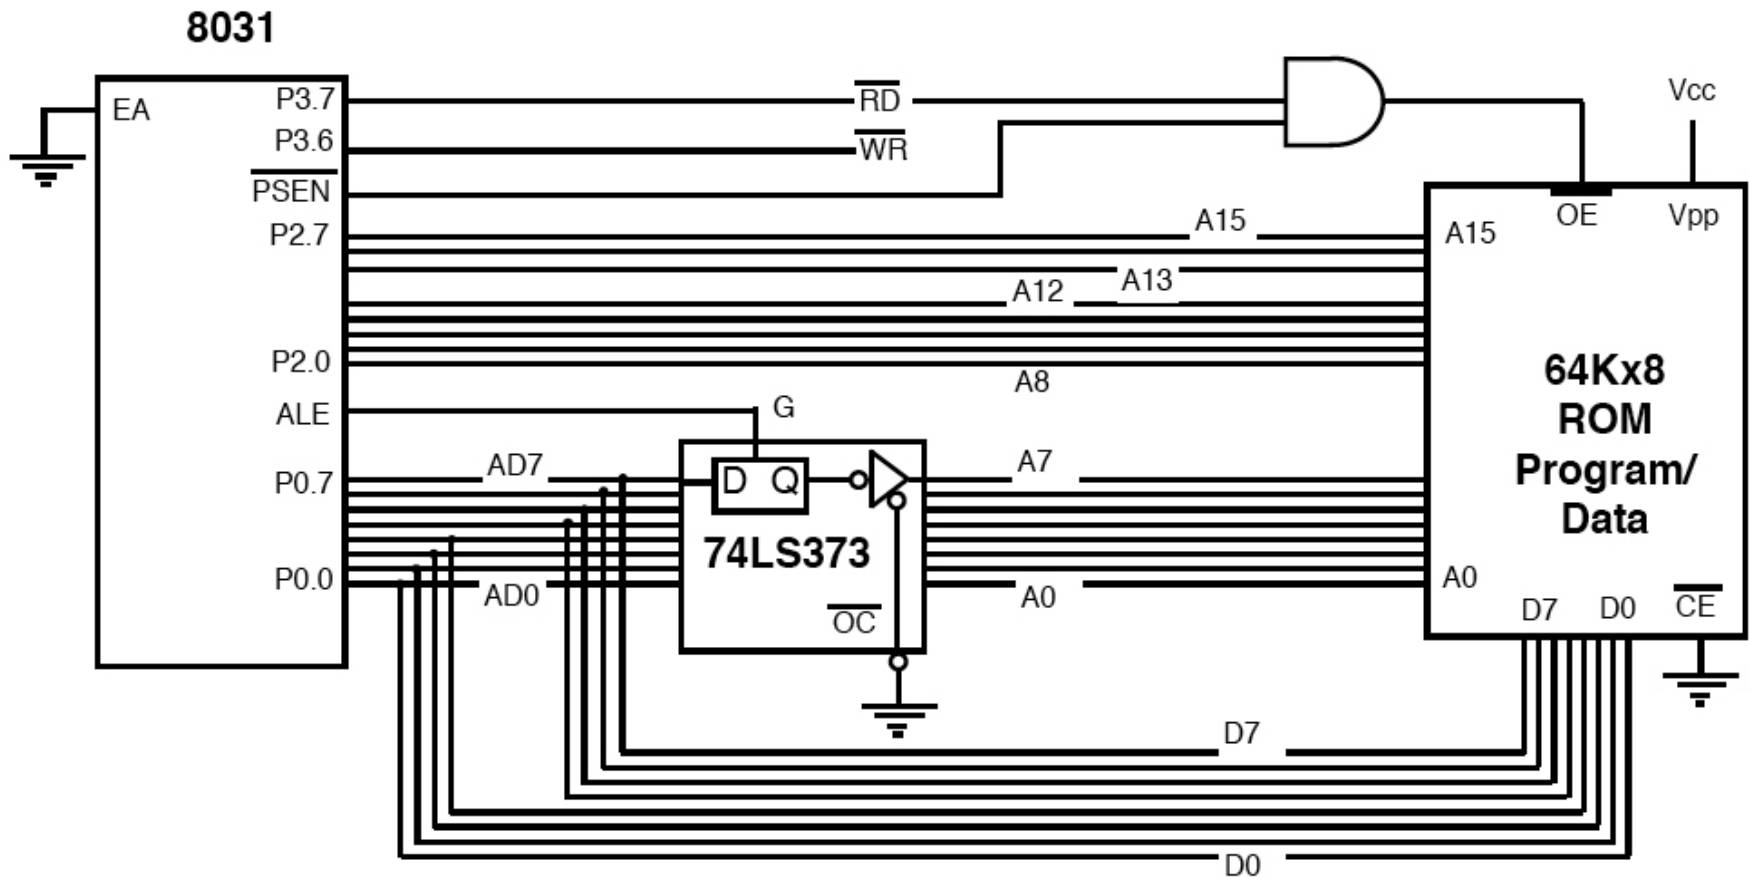 8031
EA
P3.7
P3.6
PSEN
P2.7
P2.0
ALE
P0.7
P0.0
RD
WR
A15
A13
A12
A8
G
AD7
AD0
D Q
74LS373
OC
A7
A0
Vcc
OE Vpp
A15
64Kx8
ROM
Program/
Data
A0
D7 D0 CE
D7
D0